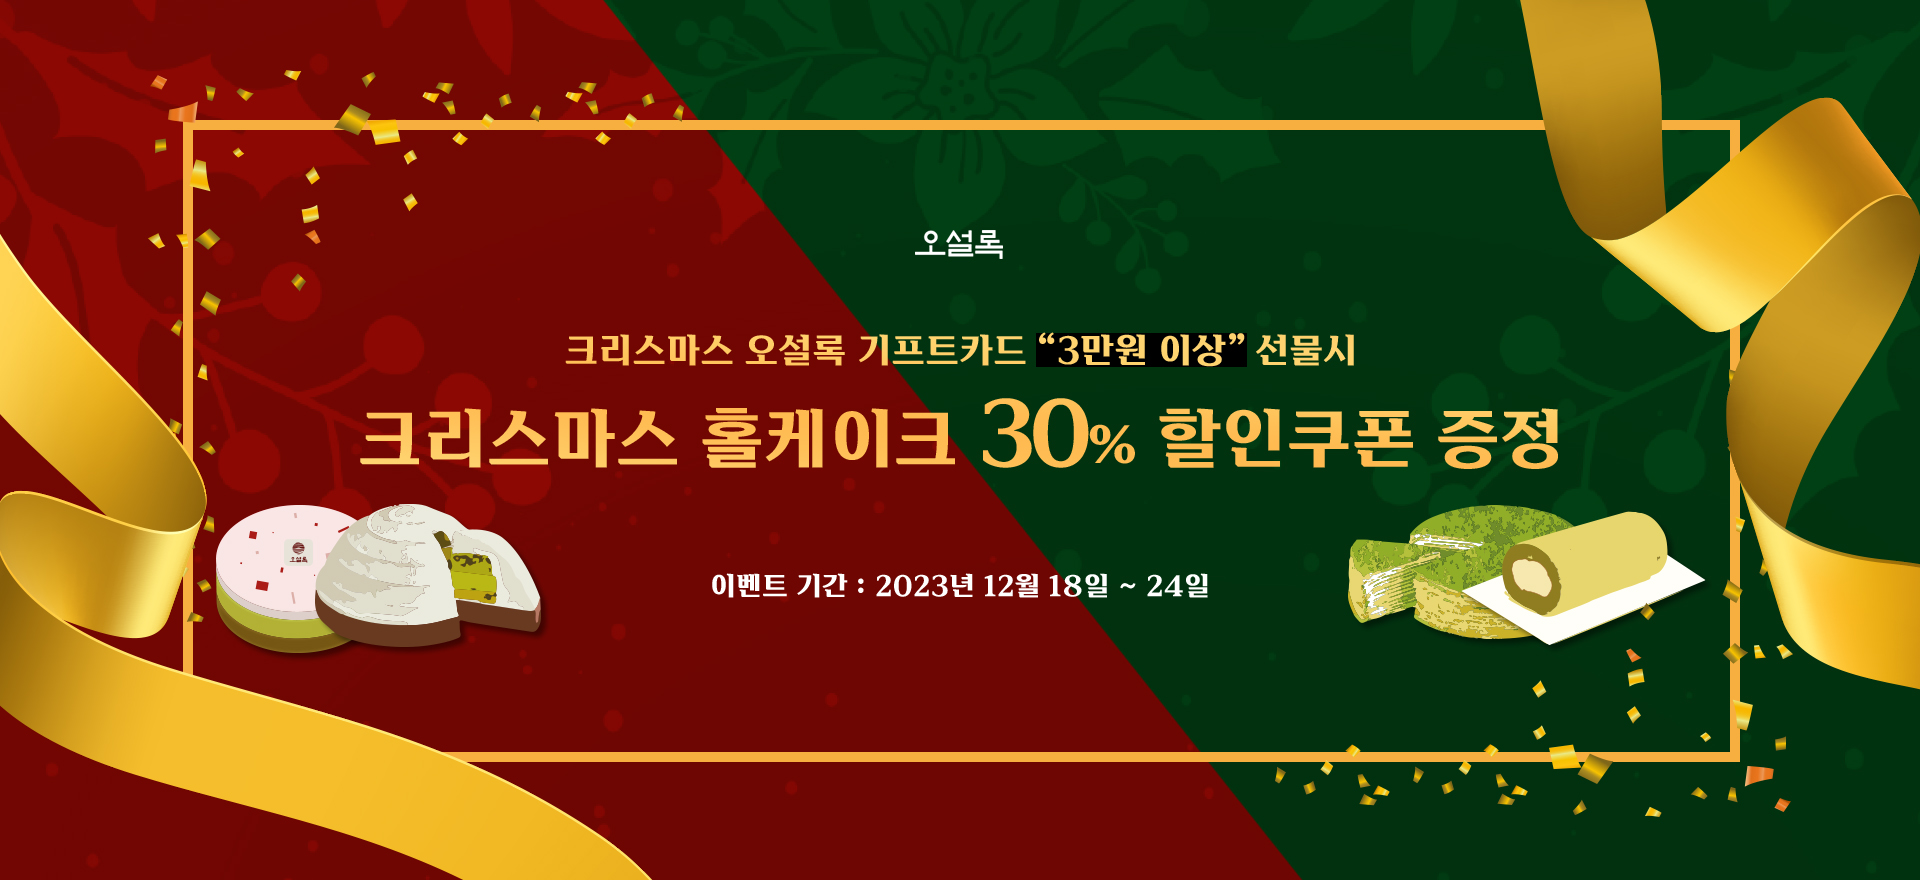 오설록
크리스마스 오설록 기프트카드 “3만원 이상” 선물시
크리스마스 홀케이크 30% 할인쿠폰 증정
오설록
이벤트 기간 : 2023년 12월 18일 ~ 24일